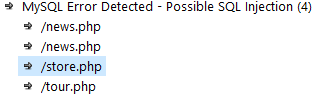 MySQL Error Detected - Possible SQL Injection (4)
/news.php
/news.php
/store.php
/tour.php